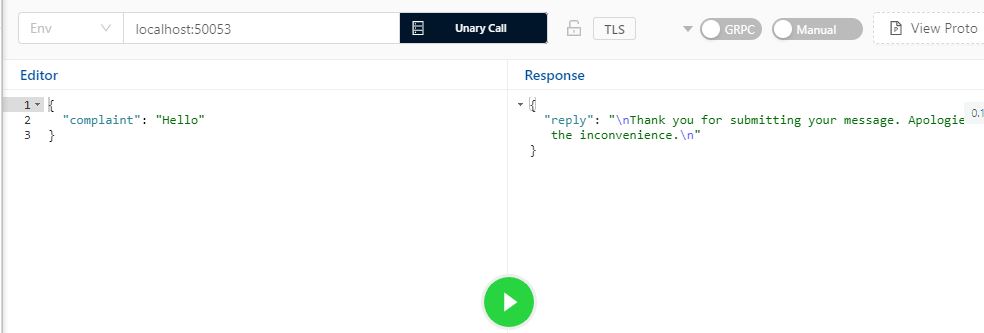 Env localhost:50053 Unary Call TLS GRPC Manual View Proto
Editor
1 {
2 "complaint": "Hello"
3 }
Response
{
"reply": "\nThank you for submitting your message. Apologie
the inconvenience.\n"
}
0.1